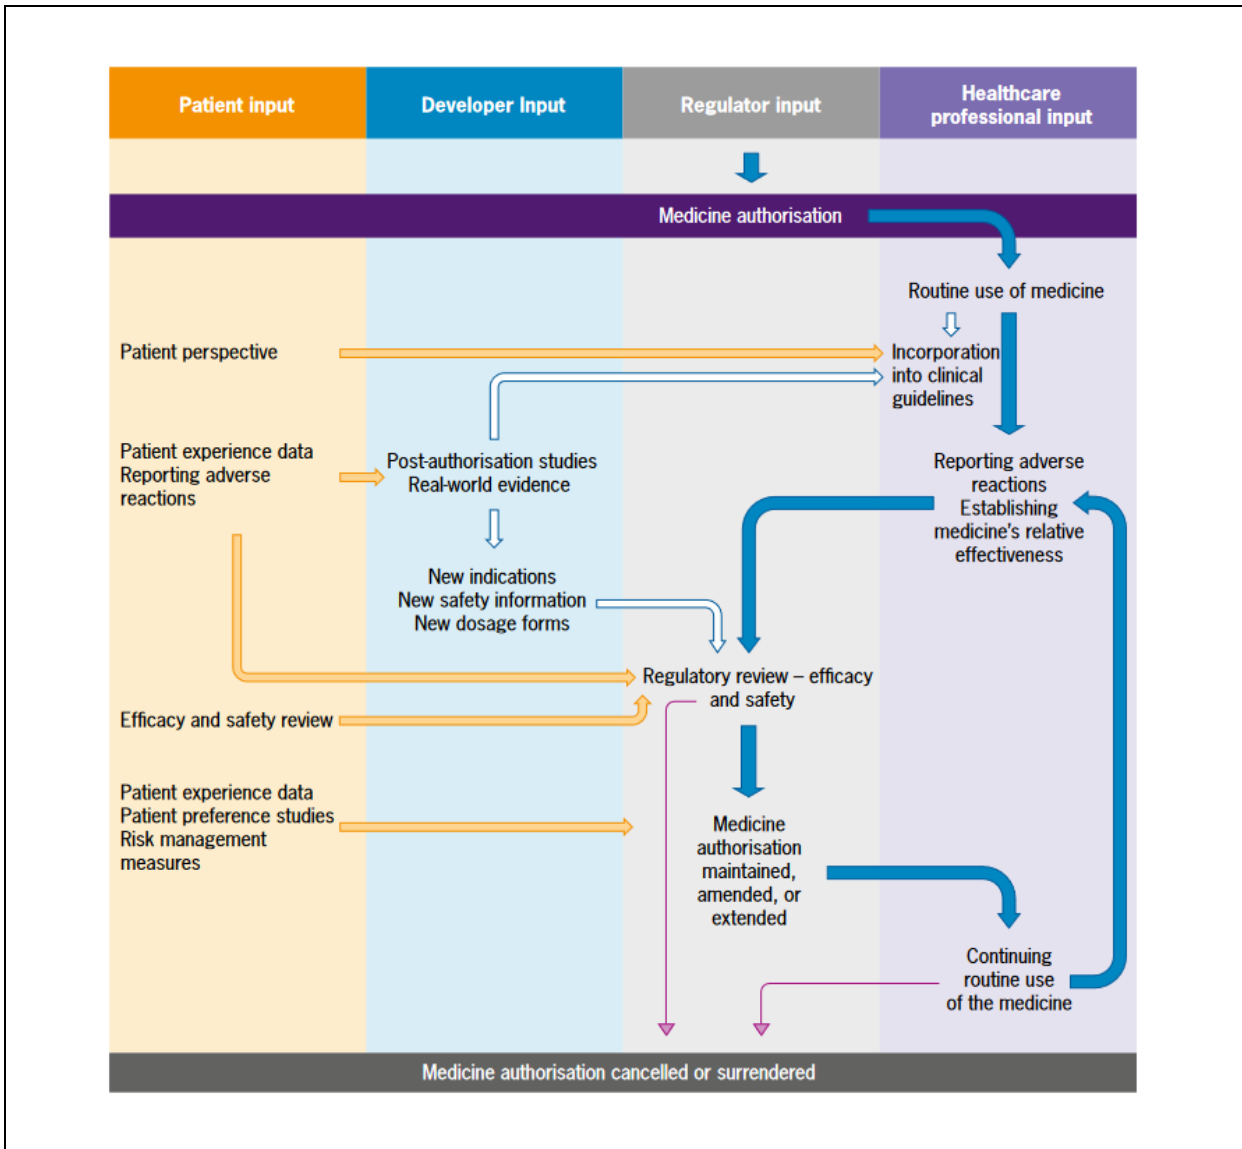 Patient input
Developer Input
Regulator input
Healthcare
professional input
Medicine authorisation
Routine use of medicine
Patient perspective
Incorporation
into clinical
guidelines
Patient experience data
Reporting adverse
reactions
Post-authorisation studies
Real-world evidence
Reporting adverse
reactions
Establishing
medicine's relative
effectiveness
New indications
New safety information
New dosage forms
Regulatory review – efficacy
and safety
Efficacy and safety review
Patient experience data
Patient preference studies
Risk management
measures
Medicine
authorisation
maintained,
amended, or
extended
Continuing
routine use
of the medicine
Medicine authorisation cancelled or surrendered